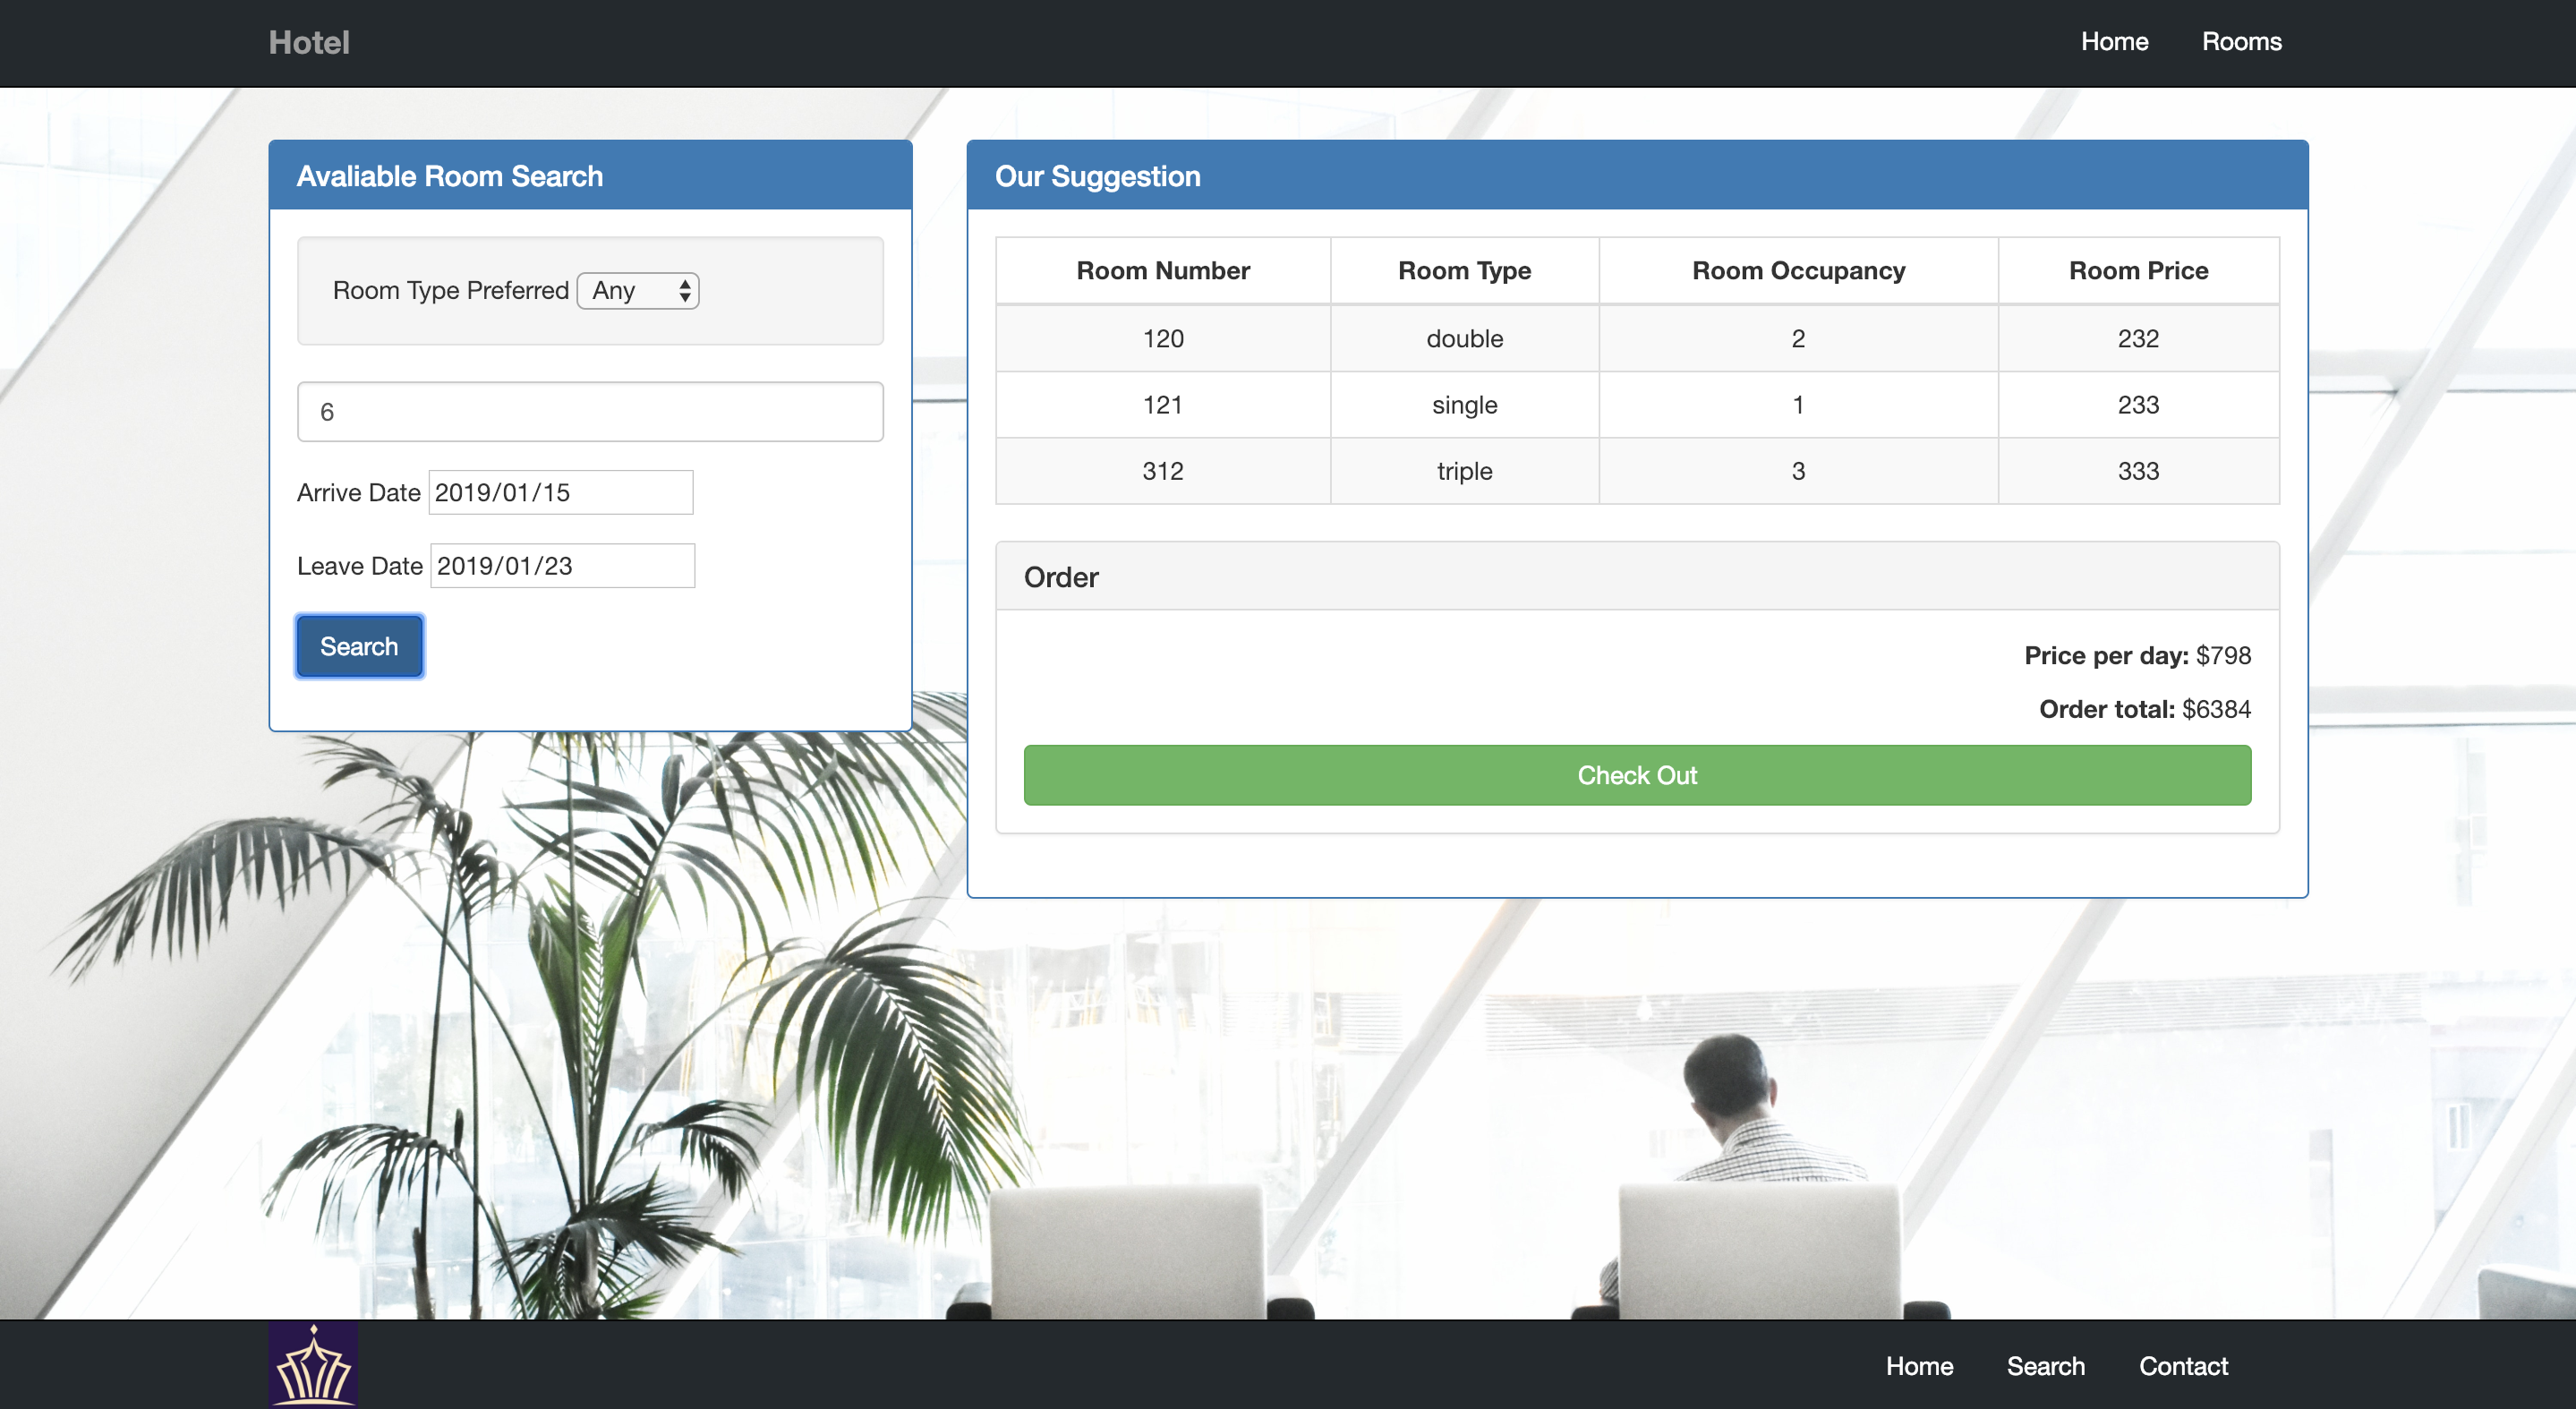 Hotel
Home Rooms
Avaliable Room Search
Room Type Preferred Any
6
Arrive Date 2019/01/15
Leave Date 2019/01/23
Search
Our Suggestion
Room Number Room Type Room Occupancy Room Price
120 double 2 232
121 single 1 233
312 triple 3 333
Order
Price per day: $798
Order total: $6384
Check Out
Home Search Contact